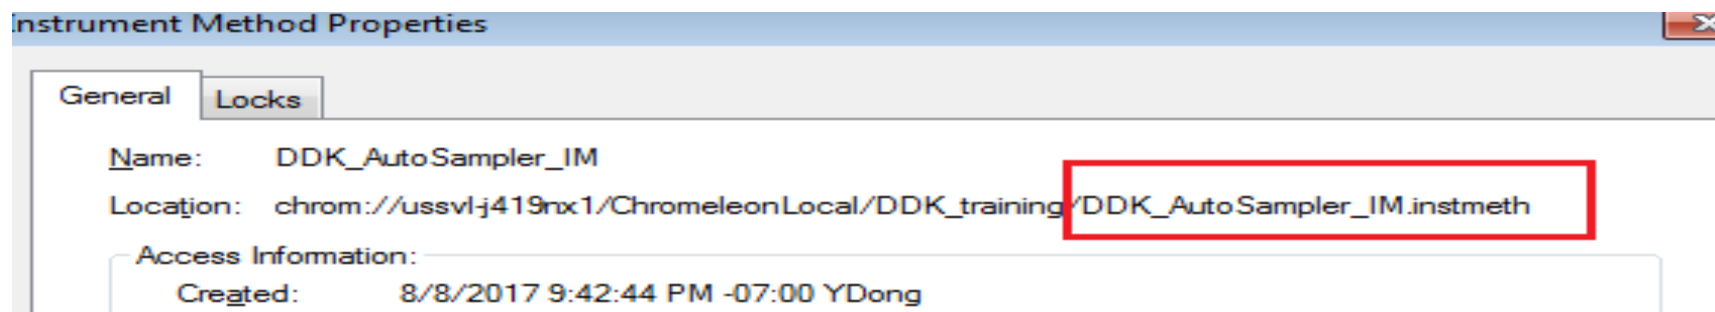 Instrument Method Properties
General Locks
Name: DDK_AutoSampler_IM
Location: chrom://ussvl-j419nx1/ChromeleonLocal/DDK_training/DDK_AutoSampler_IM.instmeth
Access Information:
Created: 8/8/2017 9:42:44 PM -07:00 YDong